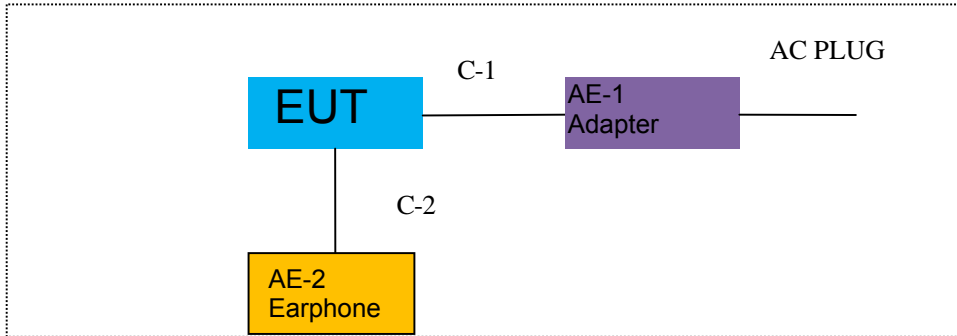 AC PLUG
C-1
EUT
AE-1
Adapter
C-2
AE-2
Earphone